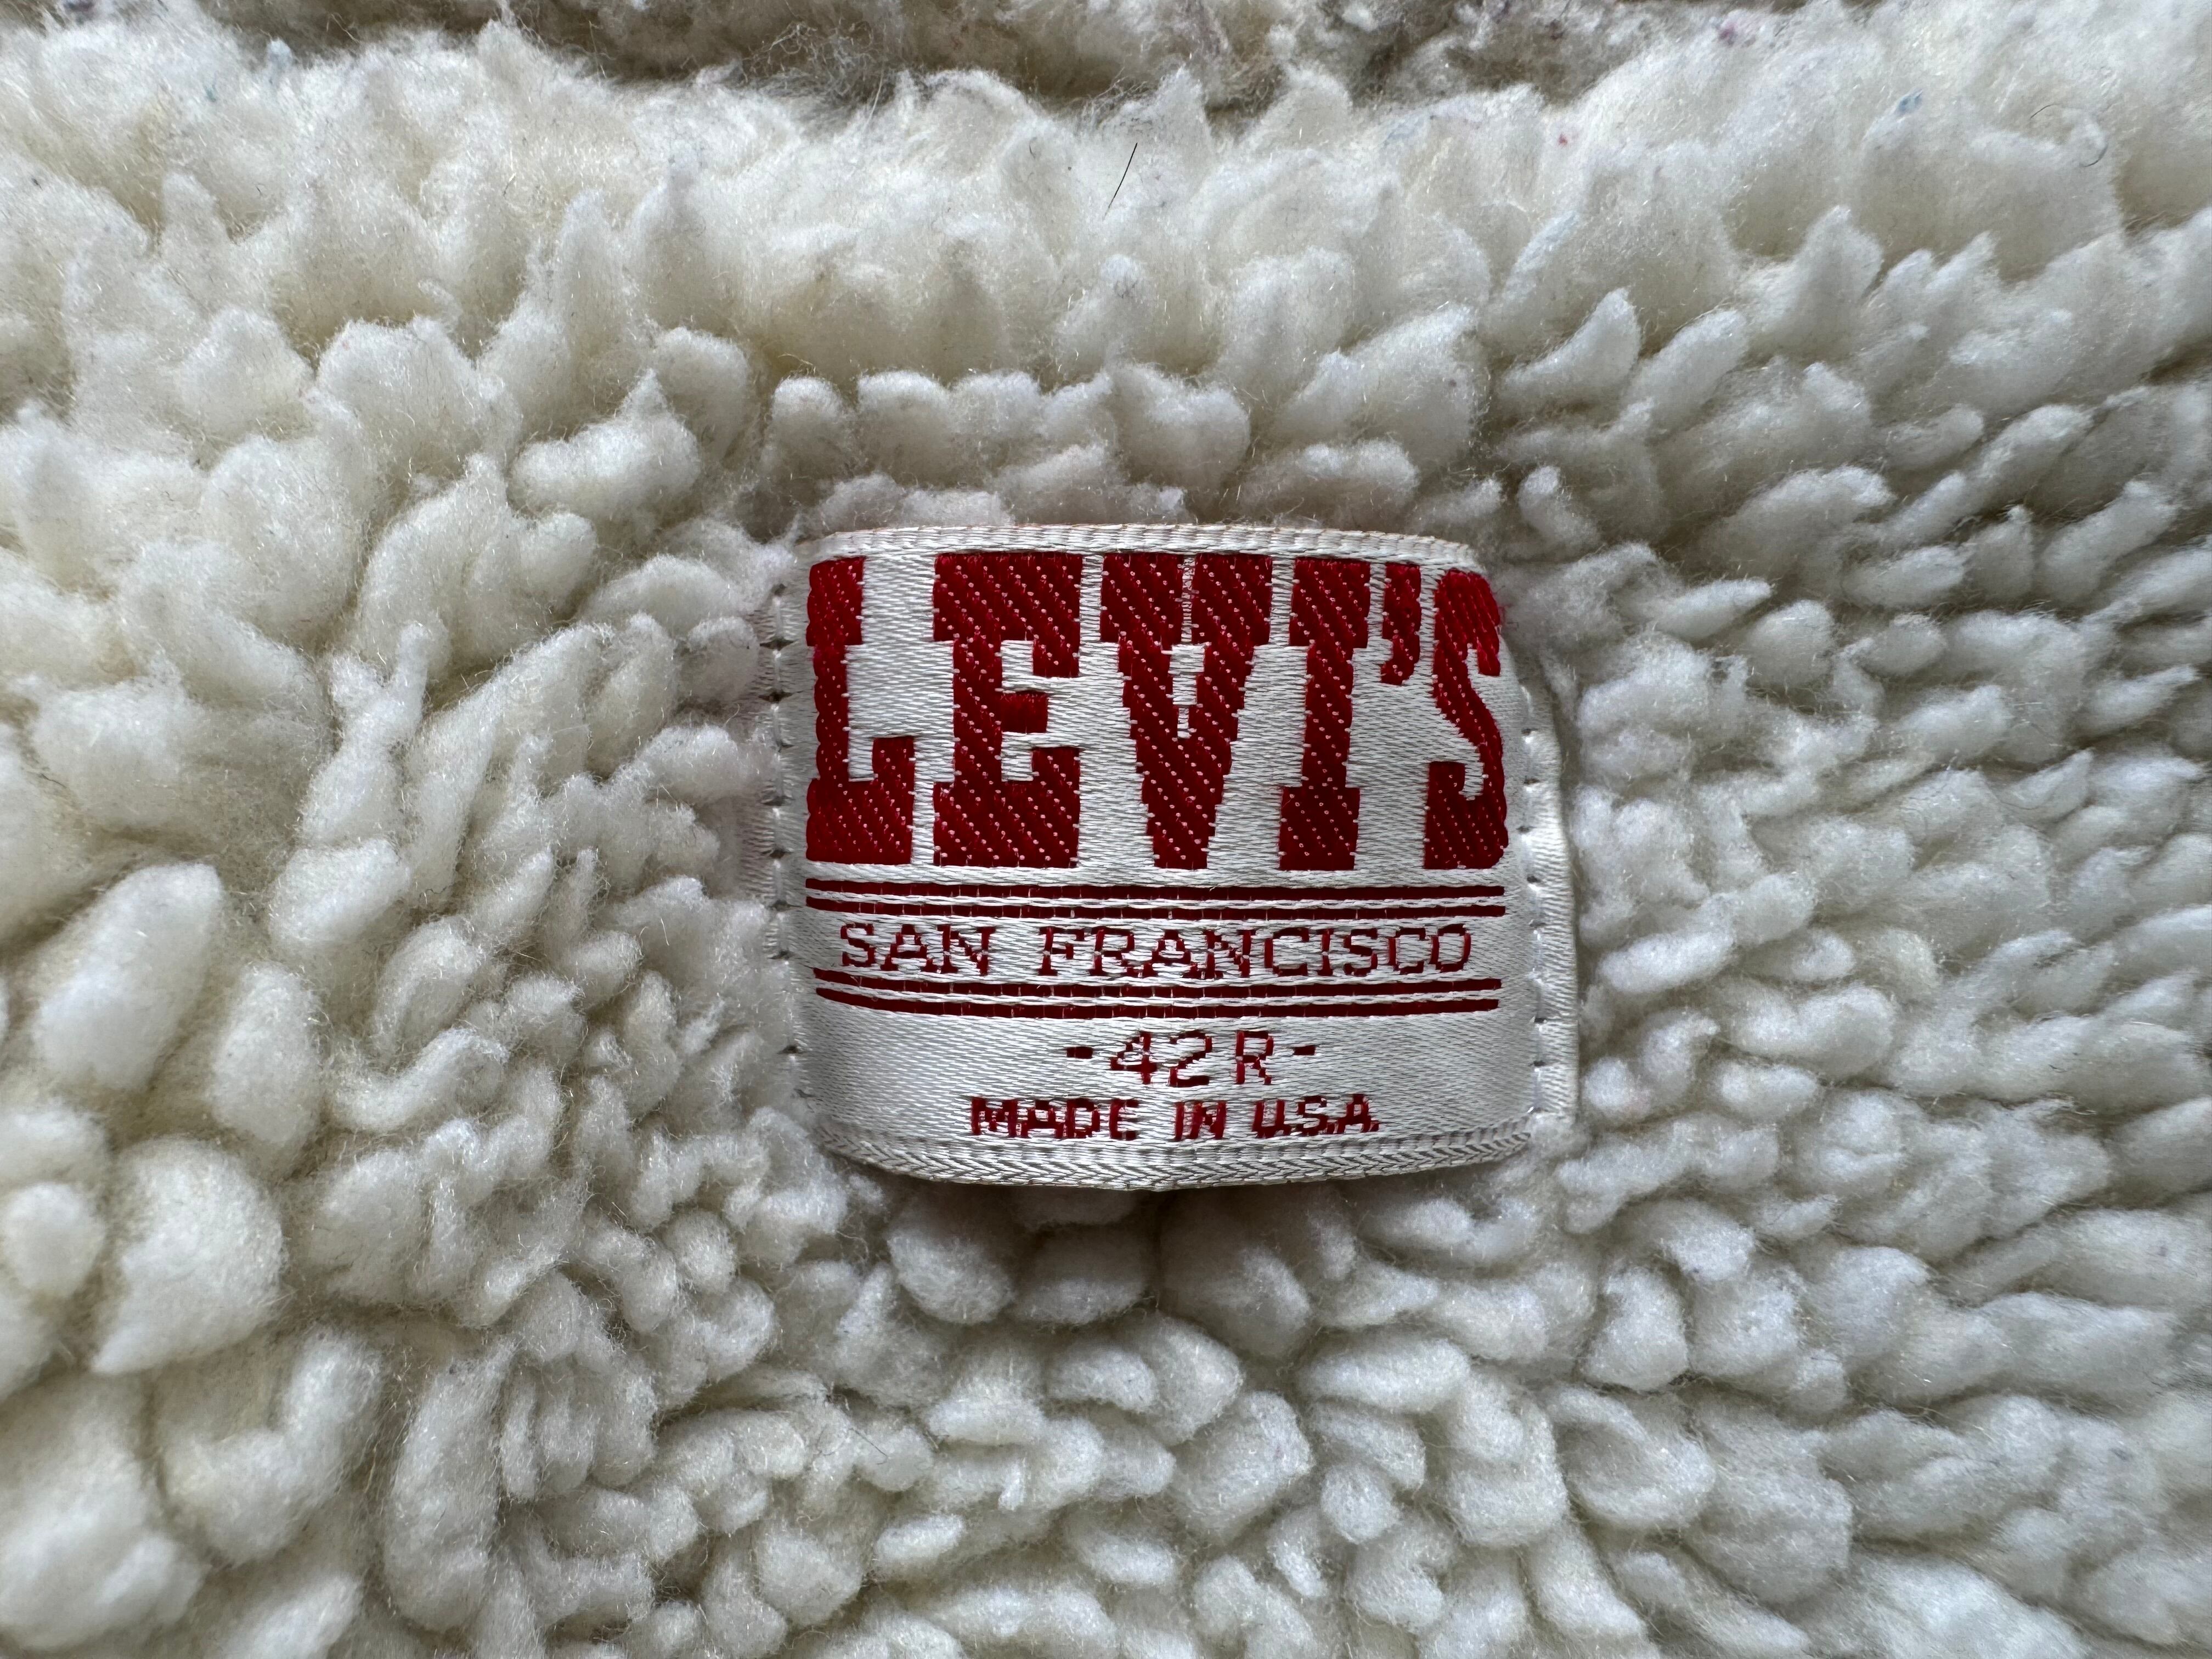 LEVI'S
SAN FRANCISCO
-42R-
MADE IN U.S.A.